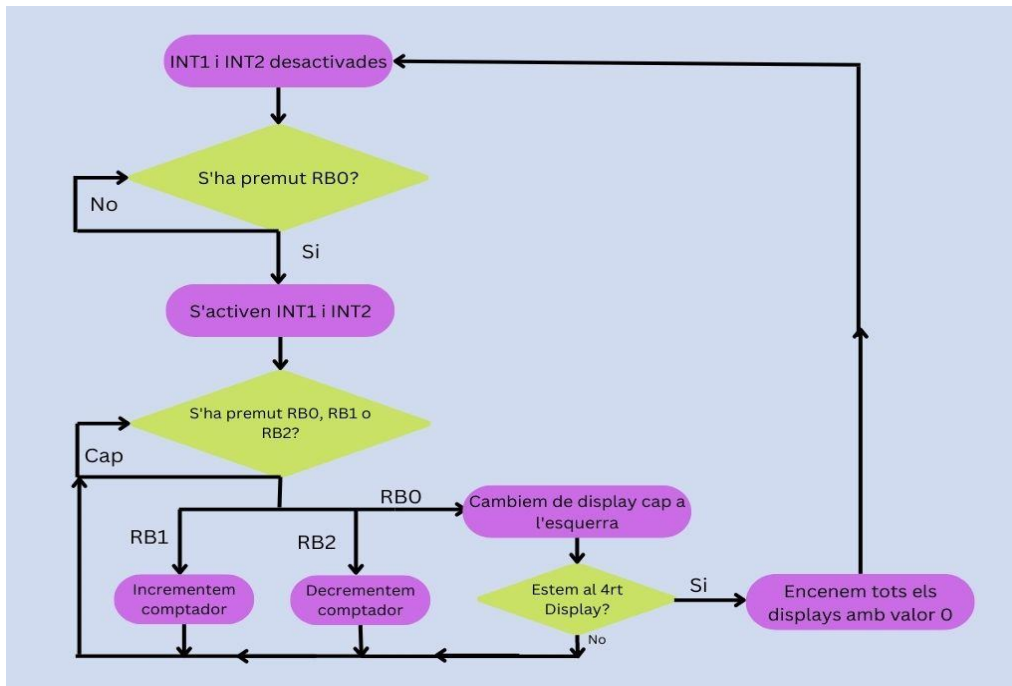 INT1 i INT2 desactivades
S'ha premut RB0?
No
Si
S'activen INT1 i INT2
S'ha premut RB0, RB1 o
RB2?
Cap
RB0
Cambiem de display cap a
l'esquerra
RB1
RB2
Incrementem
comptador
Decrementem
comptador
Estem al 4rt
Display?
Si
Encenem tots els
displays amb valor 0
No